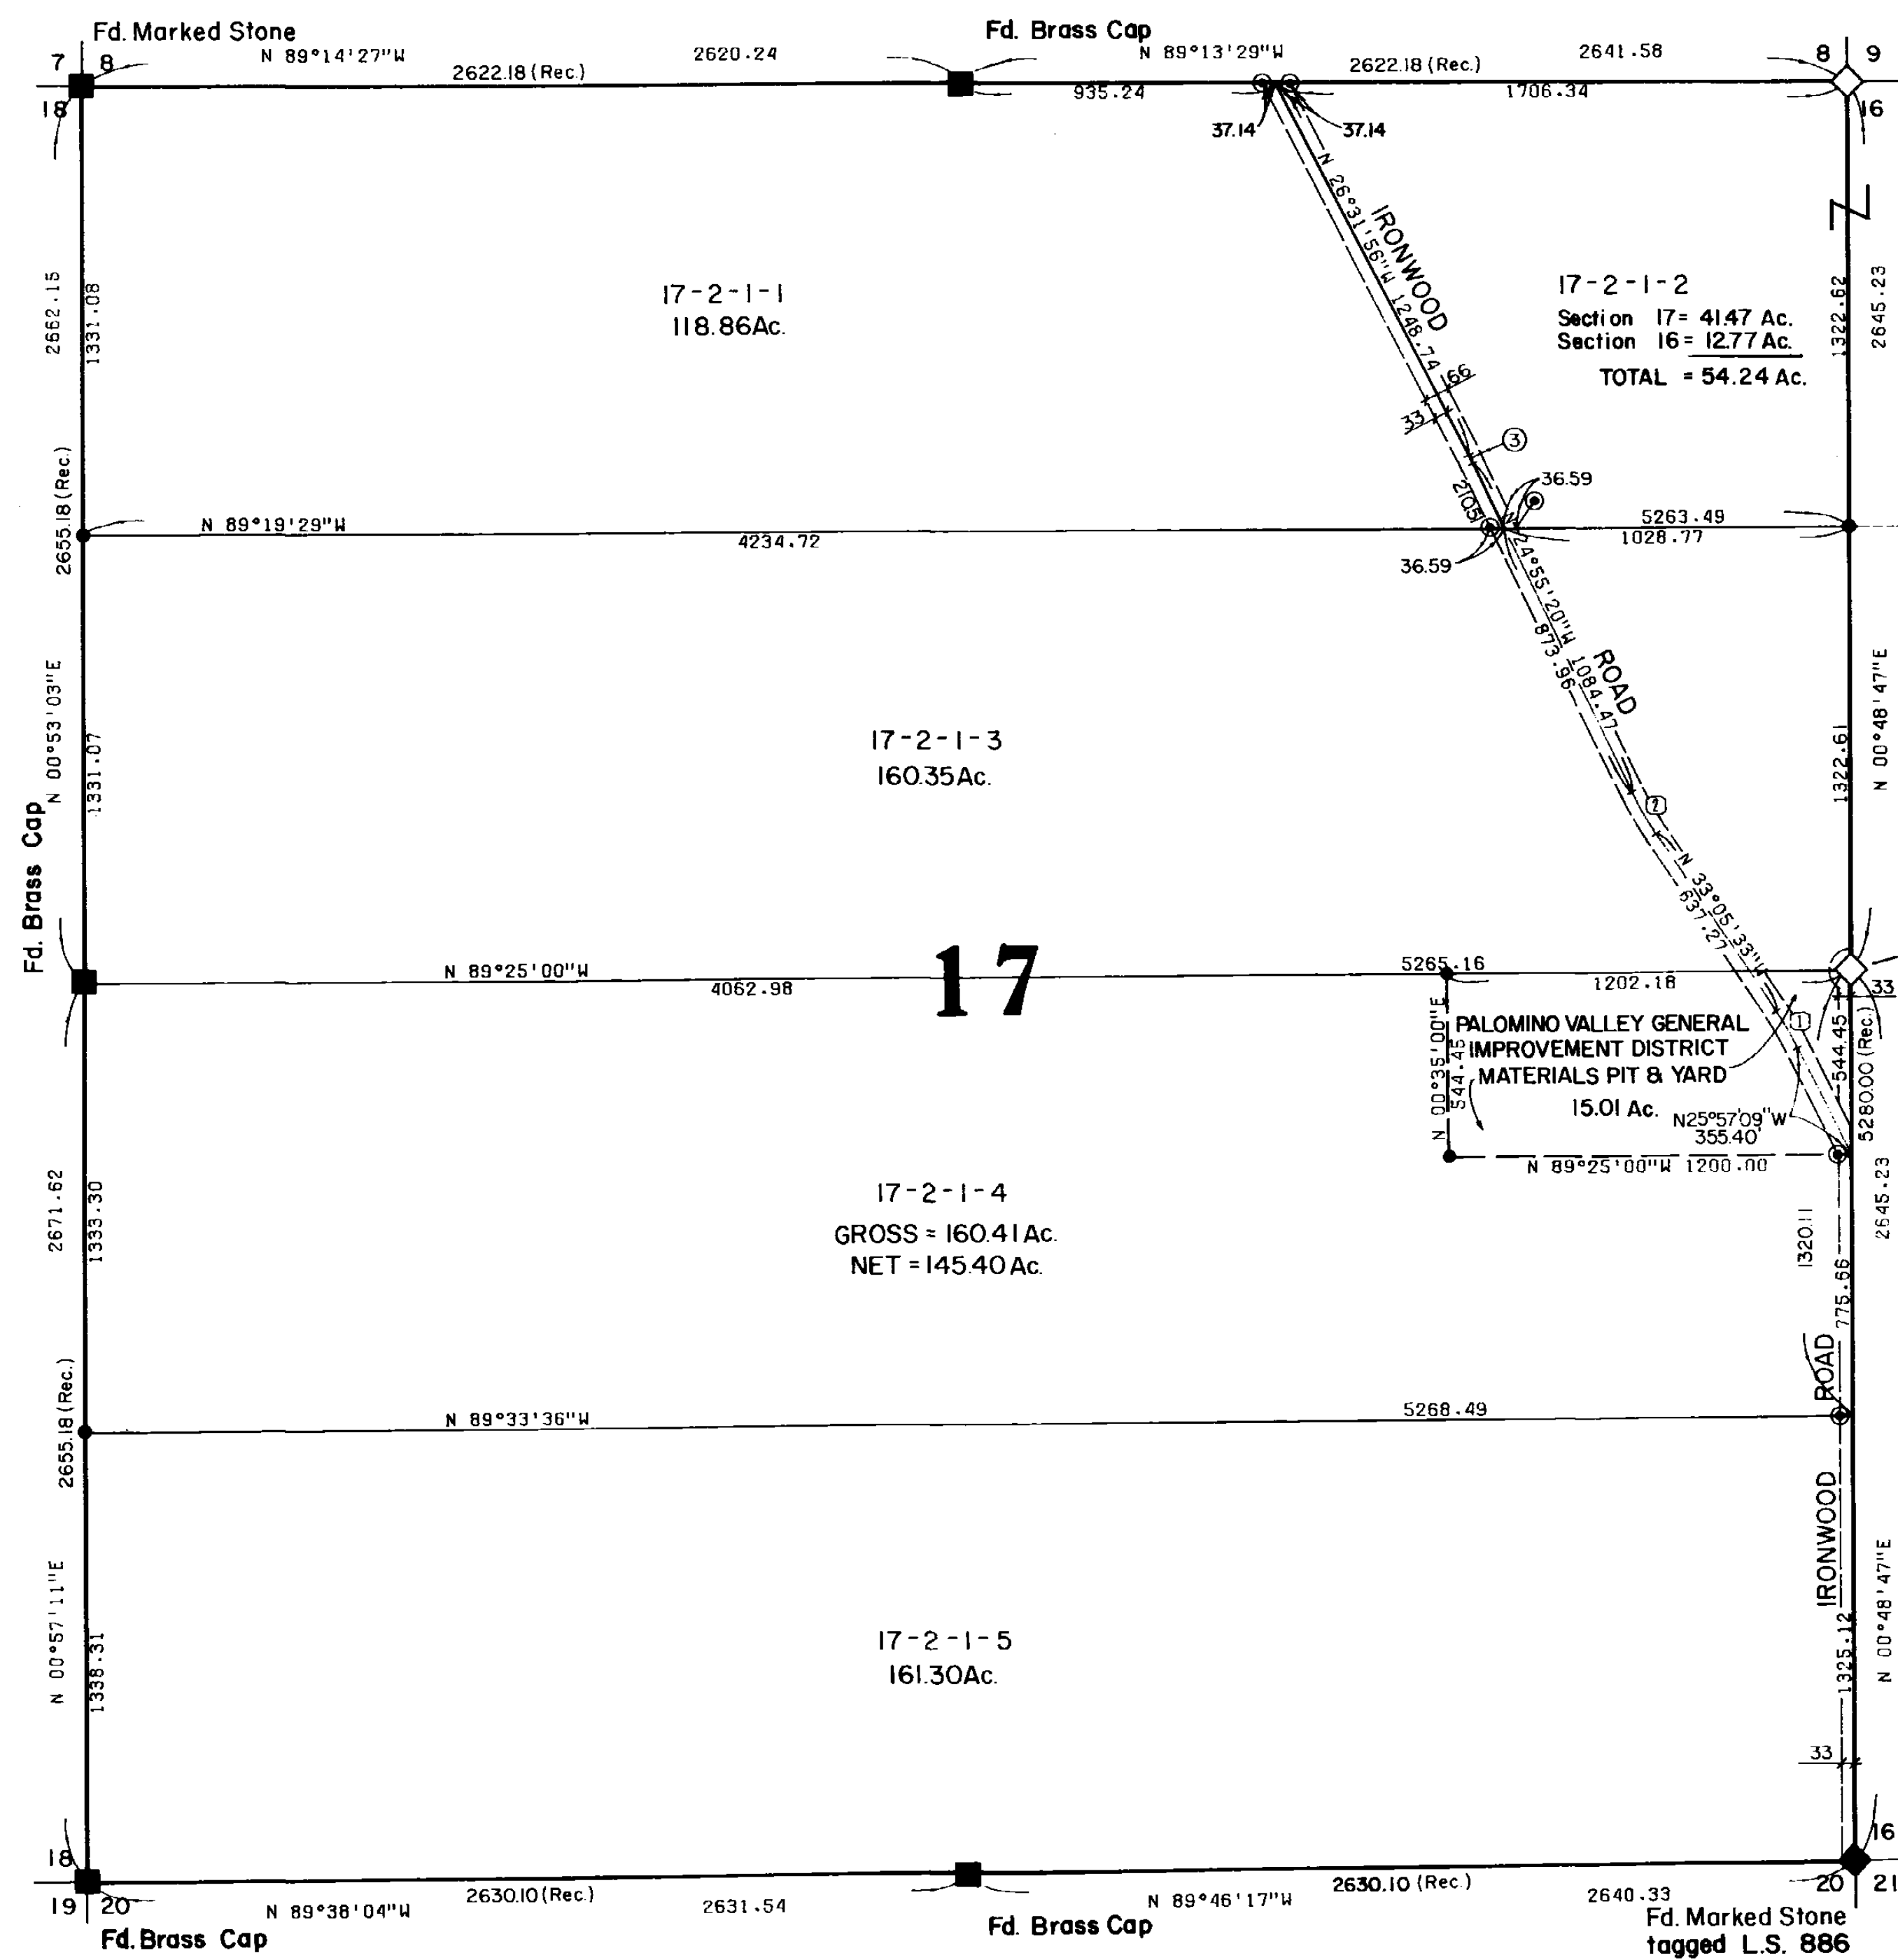 Fd. Marked Stone
Fd. Brass Cap
7 8
N 89°14'27"W
2620.24
N 89°13'29"W
2641.58
8 9
2622.18 (Rec.)
2622.18 (Rec.)
18
935.24
1706.34
16
37.14
37.14
N 26°31'56"W 1248.74
IRONWOOD
17-2-1-1
118.86 Ac.
17-2-1-2
Section 17= 41.47 Ac.
Section 16= 12.77 Ac.
TOTAL = 54.24 Ac.
2662.15
1331.08
1322.62
2645.23
66
33
3
2655.18 (Rec.)
210.51
36.59
N 89°19'29"W
4234.72
5263.49
1028.77
36.59
N 24°55'20"W 1084.47
873.96
ROAD
N 00°53'03"E
1331.07
17-2-1-3
160.35 Ac.
1322.61
N 00°48'47"E
2
Fd. Brass Cap
N 33°05'33"W
637.27
17
N 89°25'00"W
4062.98
5265.16
1202.18
33
N 00°35'00"E
544.45
PALOMINO VALLEY GENERAL
IMPROVEMENT DISTRICT
MATERIALS PIT & YARD
15.01 Ac.
1
544.45
5280.00 (Rec.)
N25°57'09"W
355.40'
N 89°25'00"W 1200.00
17-2-1-4
GROSS = 160.41 Ac.
NET = 145.40 Ac.
2671.62
1333.30
1320.11
775.66
2645.23
2655.18 (Rec.)
ROAD
N 89°33'36"W
5268.49
IRONWOOD
N 00°57'11"E
1338.31
17-2-1-5
161.30 Ac.
1325.12
N 00°48'47"E
33
18
16
19 20
N 89°38'04"W
2630.10 (Rec.)
2631.54
N 89°46'17"W
2630.10 (Rec.)
2640.33
20 21
Fd. Brass Cap
Fd. Brass Cap
Fd. Marked Stone
tagged L.S. 886